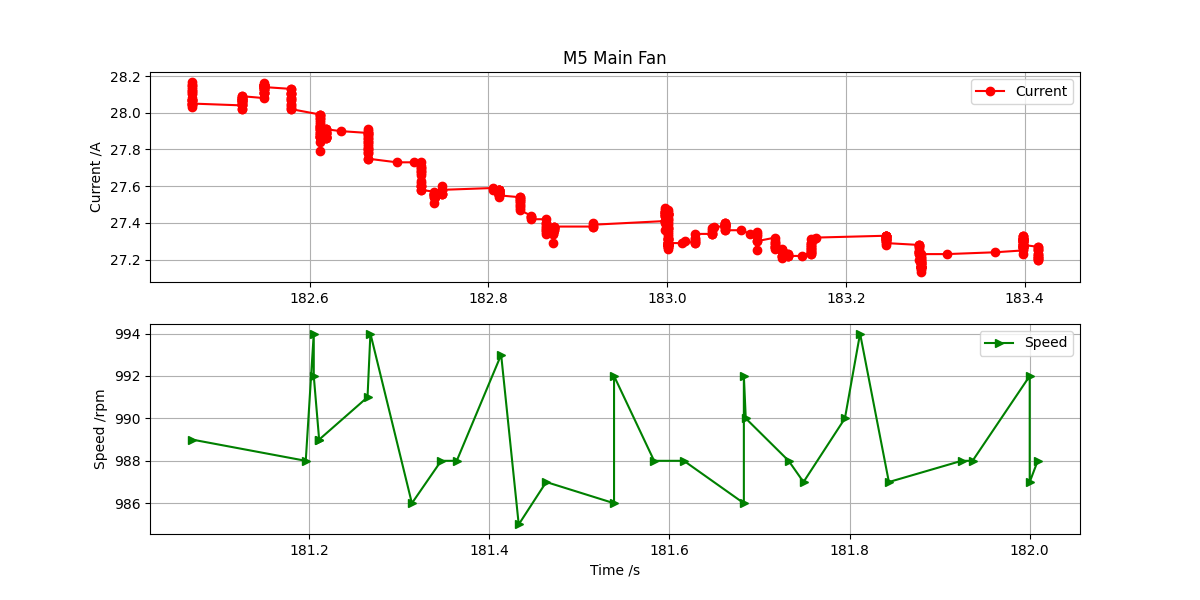 M5 Main Fan
28.2
28.0
27.8
27.6
27.4
27.2
Current /A
Current
182.6 182.8 183.0 183.2 183.4
994
992
990
988
986
Speed /rpm
Speed
181.2 181.4 181.6 181.8 182.0
Time /s